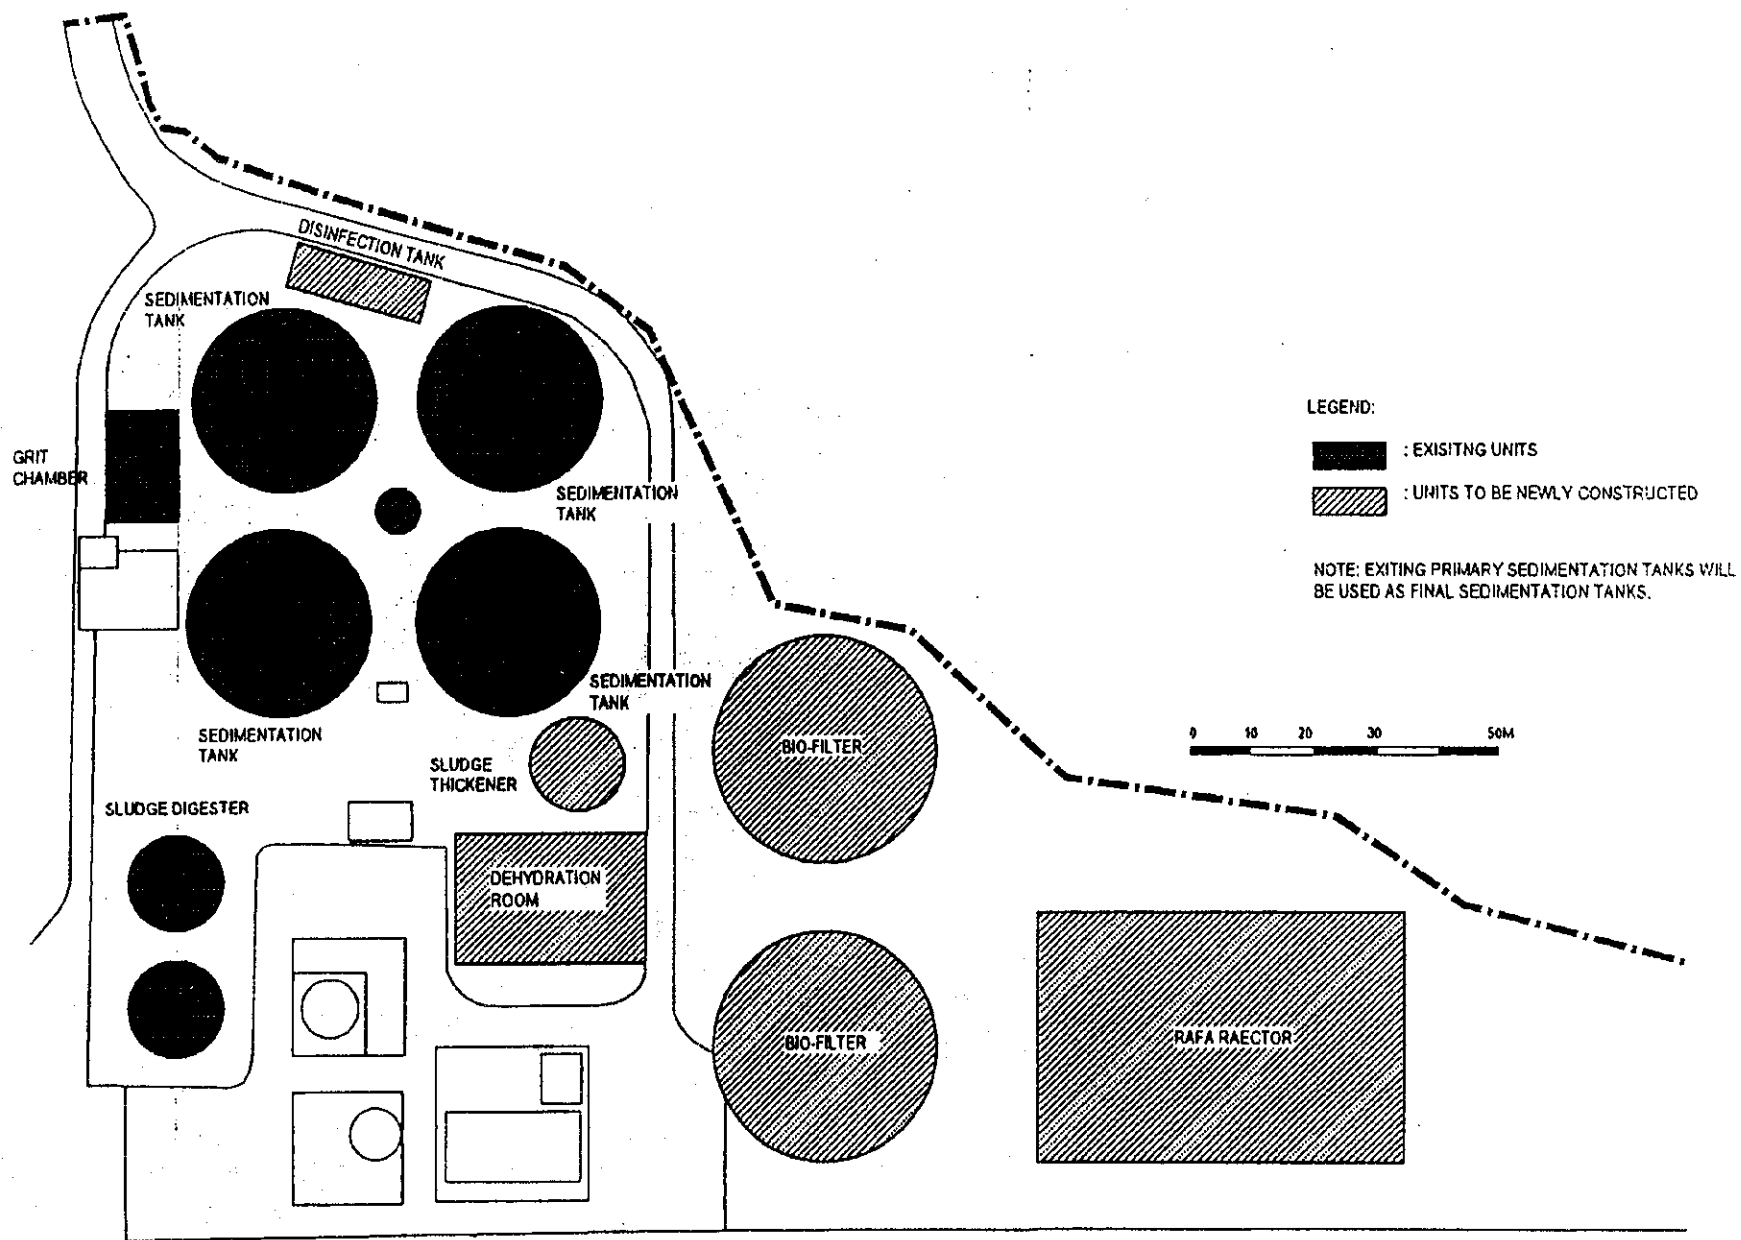 DISINFECTION TANK
SEDIMENTATION
TANK
GRIT
CHAMBER
SEDIMENTATION
TANK
SEDIMENTATION
TANK
SEDIMENTATION
TANK
SLUDGE
THICKENER
SLUDGE DIGESTER
DEHYDRATION
ROOM
BIO-FILTER
BIO-FILTER
RAFA RAECTOR
LEGEND:
: EXISITNG UNITS
: UNITS TO BE NEWLY CONSTRUCTED
NOTE: EXITING PRIMARY SEDIMENTATION TANKS WILL
BE USED AS FINAL SEDIMENTATION TANKS.
0 10 20 30 50M